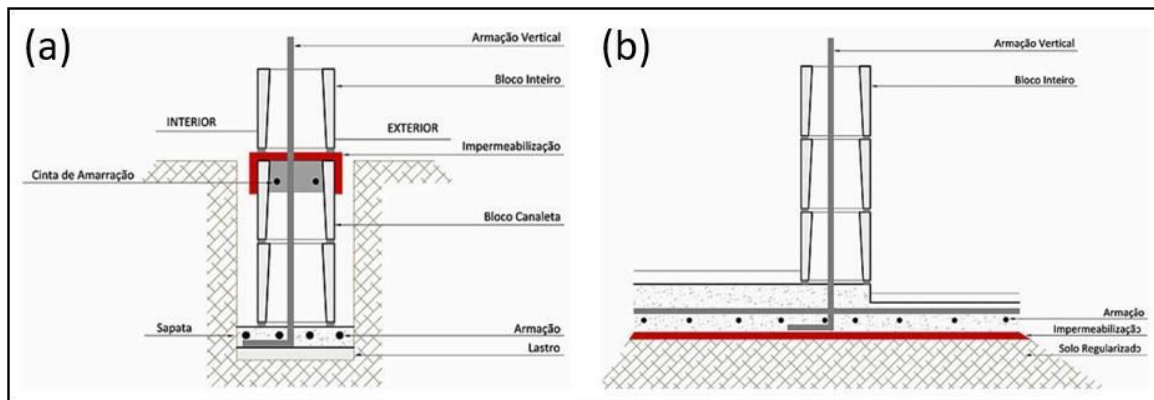 (a)
Armação Vertical
Bloco Inteiro
INTERIOR
EXTERIOR
Impermeabilização
Cinta de Amarração
Bloco Canaleta
Sapata
Armação
Lastro
(b)
Armação Vertical
Bloco Inteiro
Armação
Impermeabilização
Solo Regularizado